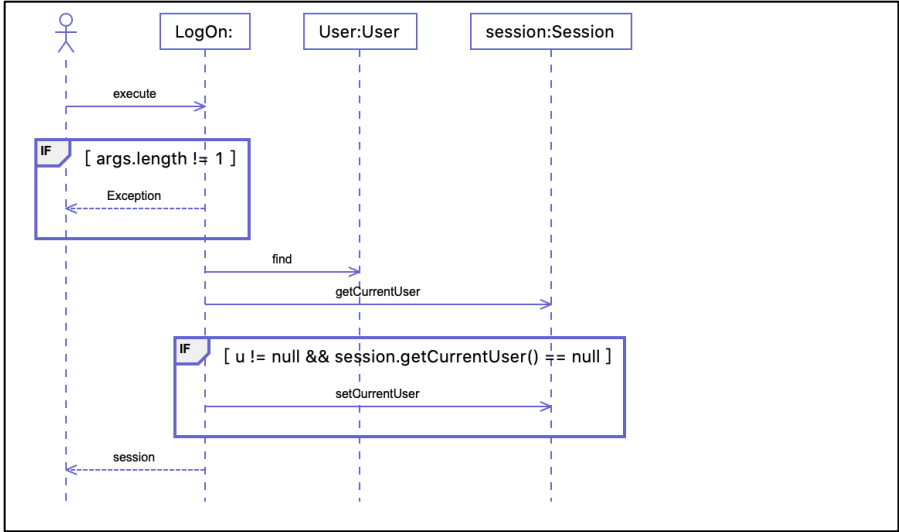 LogOn:
User:User
session:Session
execute
IF
[ args.length != 1 ]
Exception
find
getCurrentUser
IF
[ u != null && session.getCurrentUser() == null ]
setCurrentUser
session